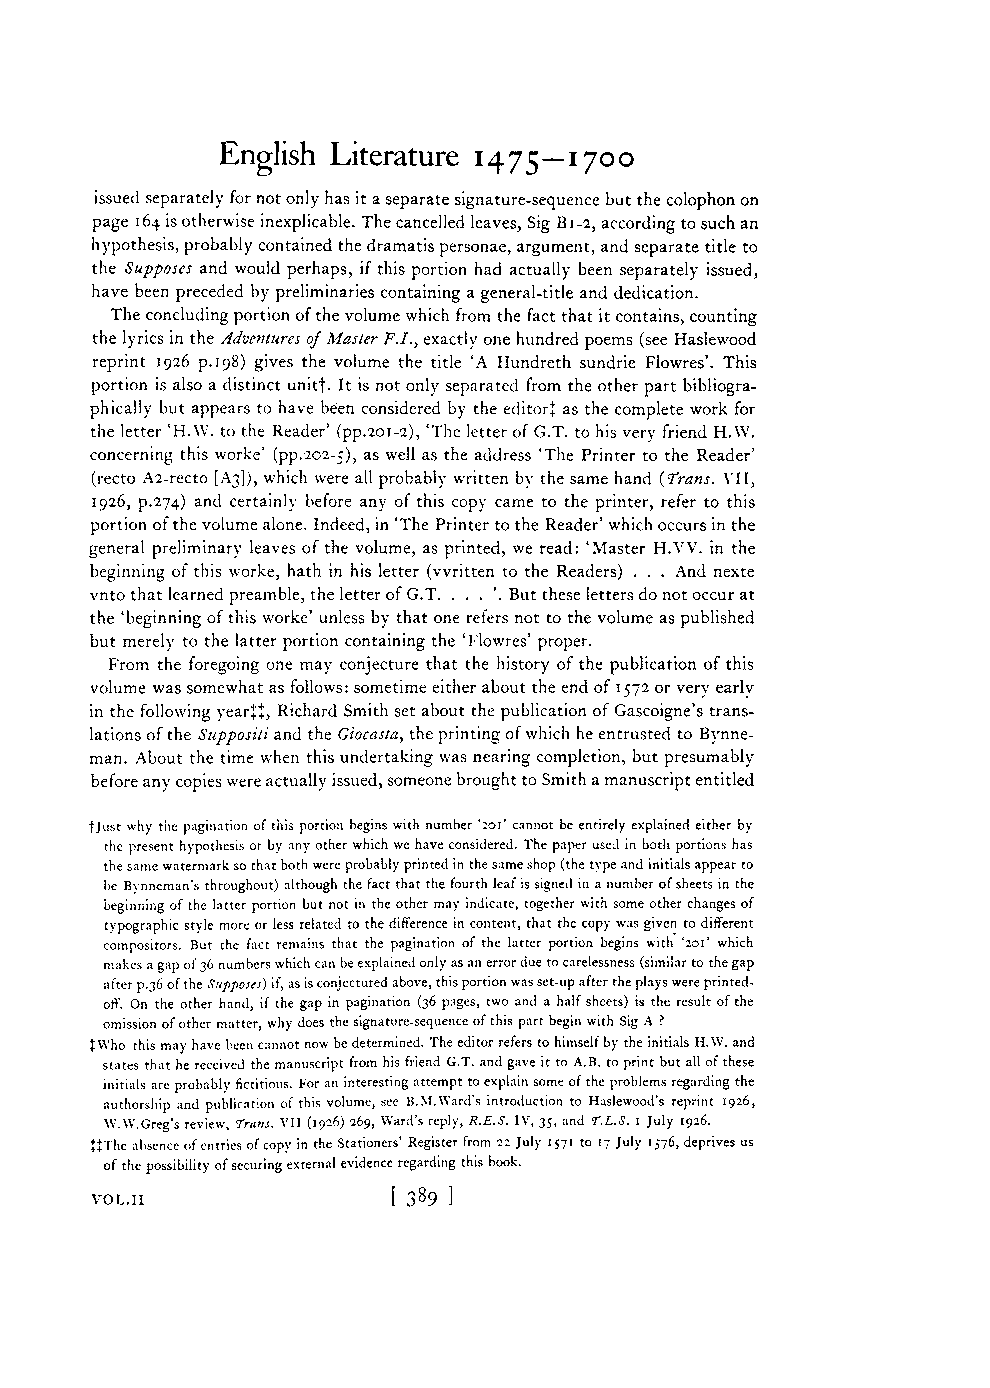 English Literature 1475—1700
issued separately for not only has it a separate signature-sequence but the colophon on
page 164 is otherwise inexplicable. The cancelled leaves, Sig B1-2, according to such an
hypothesis, probably contained the dramatis personae, argument, and separate title to
the Supposes and would perhaps, if this portion had actually been separately issued,
have been preceded by preliminaries containing a general-title and dedication.
The concluding portion of the volume which from the fact that it contains, counting
the lyrics in the Adventures of Master F.I., exactly one hundred poems (see Haslewood
reprint 1926 p.198) gives the volume the title ‘A Hundreth sundrie Flowres’. This
portion is also a distinct unit†. It is not only separated from the other part bibliogra-
phically but appears to have been considered by the editor‡ as the complete work for
the letter ‘H.W. to the Reader’ (pp.201-2), ‘The letter of G.T. to his very friend H.W.
concerning this worke’ (pp.202-5), as well as the address ‘The Printer to the Reader’
(recto A2-recto [A3]), which were all probably written by the same hand (Trans. VII,
1926, p.274) and certainly before any of this copy came to the printer, refer to this
portion of the volume alone. Indeed, in ‘The Printer to the Reader’ which occurs in the
general preliminary leaves of the volume, as printed, we read: ‘Master H.VV. in the
beginning of this worke, hath in his letter (vvritten to the Readers) . . . And nexte
vnto that learned preamble, the letter of G.T. . . . ’. But these letters do not occur at
the ‘beginning of this worke’ unless by that one refers not to the volume as published
but merely to the latter portion containing the ‘Flowres’ proper.
From the foregoing one may conjecture that the history of the publication of this
volume was somewhat as follows: sometime either about the end of 1572 or very early
in the following year‡‡, Richard Smith set about the publication of Gascoigne's trans-
lations of the Suppositi and the Giocasta, the printing of which he entrusted to Bynne-
man. About the time when this undertaking was nearing completion, but presumably
before any copies were actually issued, someone brought to Smith a manuscript entitled
†Just why the pagination of this portion begins with number ‘201’ cannot be entirely explained either by
the present hypothesis or by any other which we have considered. The paper used in both portions has
the same watermark so that both were probably printed in the same shop (the type and initials appear to
be Bynneman's throughout) although the fact that the fourth leaf is signed in a number of sheets in the
beginning of the latter portion but not in the other may indicate, together with some other changes of
typographic style more or less related to the difference in content, that the copy was given to different
compositors. But the fact remains that the pagination of the latter portion begins with ‘201’ which
makes a gap of 36 numbers which can be explained only as an error due to carelessness (similar to the gap
after p.36 of the Supposes) if, as is conjectured above, this portion was set-up after the plays were printed-
off. On the other hand, if the gap in pagination (36 pages, two and a half sheets) is the result of the
omission of other matter, why does the signature-sequence of this part begin with Sig A ?
‡Who this may have been cannot now be determined. The editor refers to himself by the initials H.W. and
states that he received the manuscript from his friend G.T. and gave it to A.B. to print but all of these
initials are probably fictitious. For an interesting attempt to explain some of the problems regarding the
authorship and publication of this volume, see B.M.Ward's introduction to Haslewood's reprint 1926,
W.W.Greg's review, Trans. VII (1926) 269, Ward's reply, R.E.S. IV, 35, and T.L.S. 1 July 1926.
‡‡The absence of entries of copy in the Stationers' Register from 22 July 1571 to 17 July 1576, deprives us
of the possibility of securing external evidence regarding this book.
VOL.II [ 389 ]